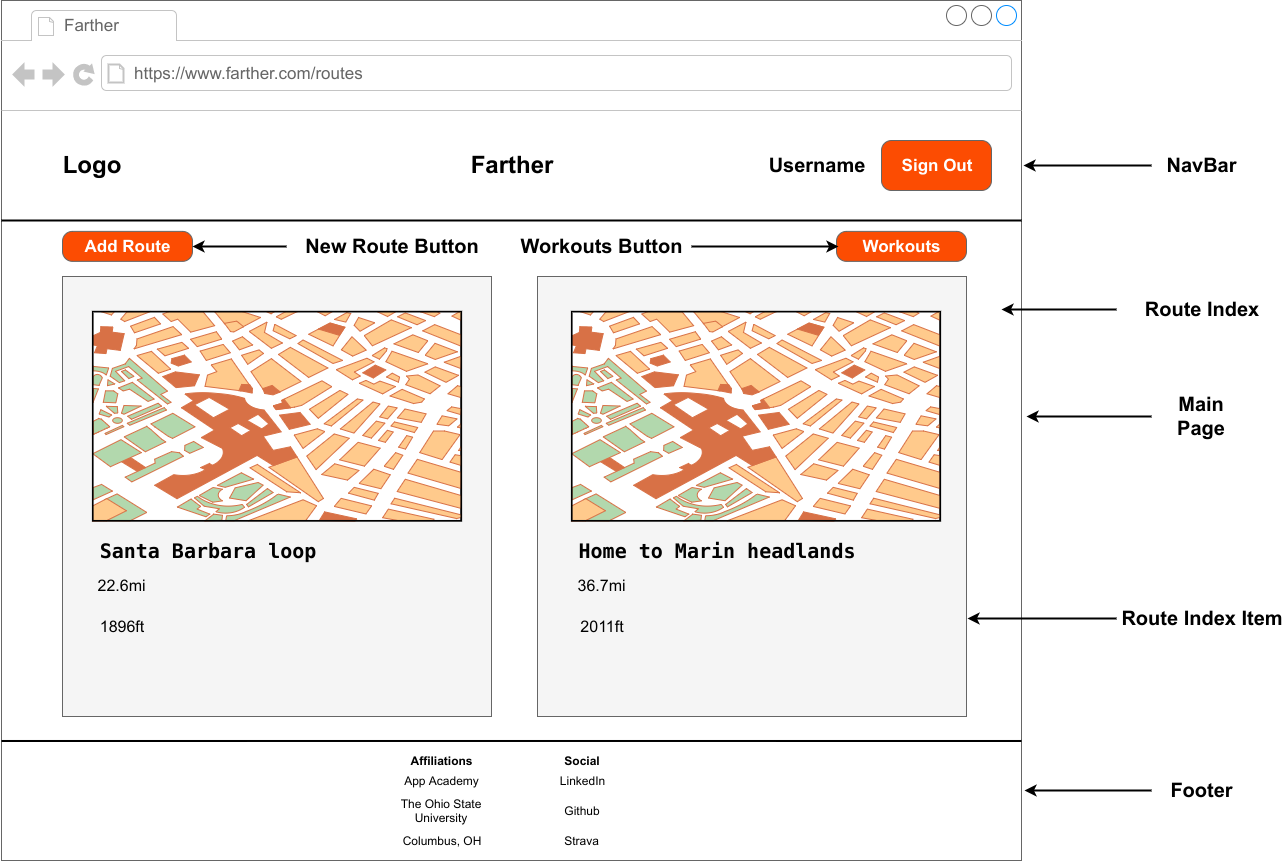 Farther
https://www.farther.com/routes
Logo
Farther
Username
Sign Out
NavBar
Add Route
New Route Button
Workouts Button
Workouts
Route Index
Main
Page
Santa Barbara loop
22.6mi
1896ft
Home to Marin headlands
36.7mi
2011ft
Route Index Item
Affiliations
App Academy
The Ohio State
University
Columbus, OH
Social
LinkedIn
Github
Strava
Footer